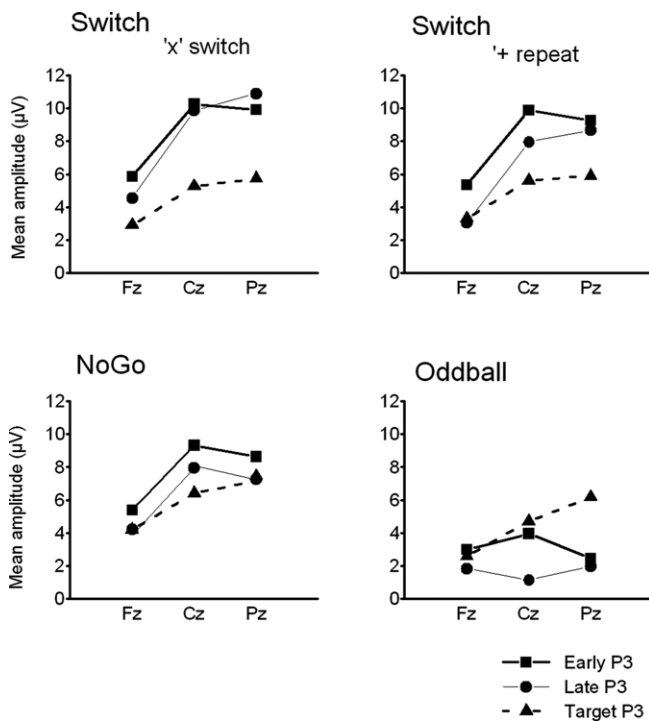 Switch
'x' switch
Mean amplitude (µV)
12
10
8
6
4
2
0
Fz Cz Pz
Switch
'+ repeat
12
10
8
6
4
2
0
Fz Cz Pz
NoGo
Mean amplitude (µV)
12
10
8
6
4
2
0
Fz Cz Pz
Oddball
12
10
8
6
4
2
0
Fz Cz Pz
Early P3
Late P3
Target P3